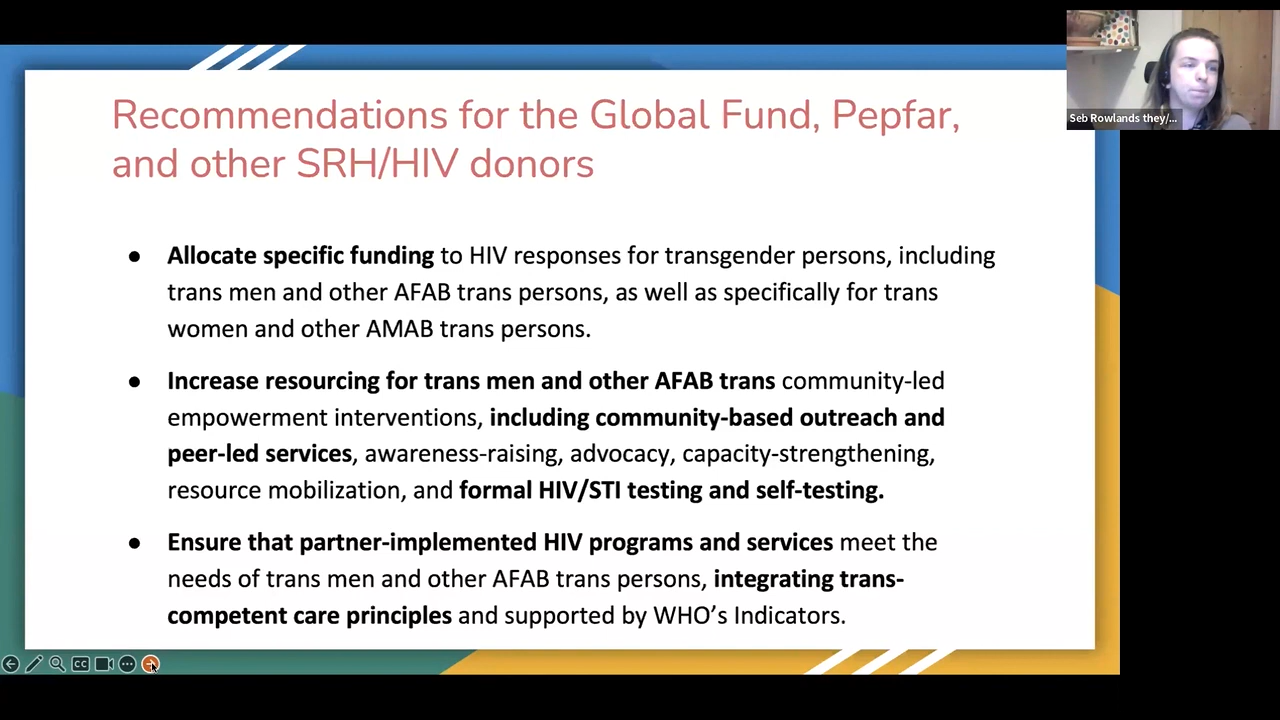 Recommendations for the Global Fund, Pepfar,
and other SRH/HIV donors
● Allocate specific funding to HIV responses for transgender persons, including
trans men and other AFAB trans persons, as well as specifically for trans
women and other AMAB trans persons.
● Increase resourcing for trans men and other AFAB trans community-led
empowerment interventions, including community-based outreach and
peer-led services, awareness-raising, advocacy, capacity-strengthening,
resource mobilization, and formal HIV/STI testing and self-testing.
● Ensure that partner-implemented HIV programs and services meet the
needs of trans men and other AFAB trans persons, integrating trans-
competent care principles and supported by WHO’s Indicators.
Seb Rowlands they/...
CC